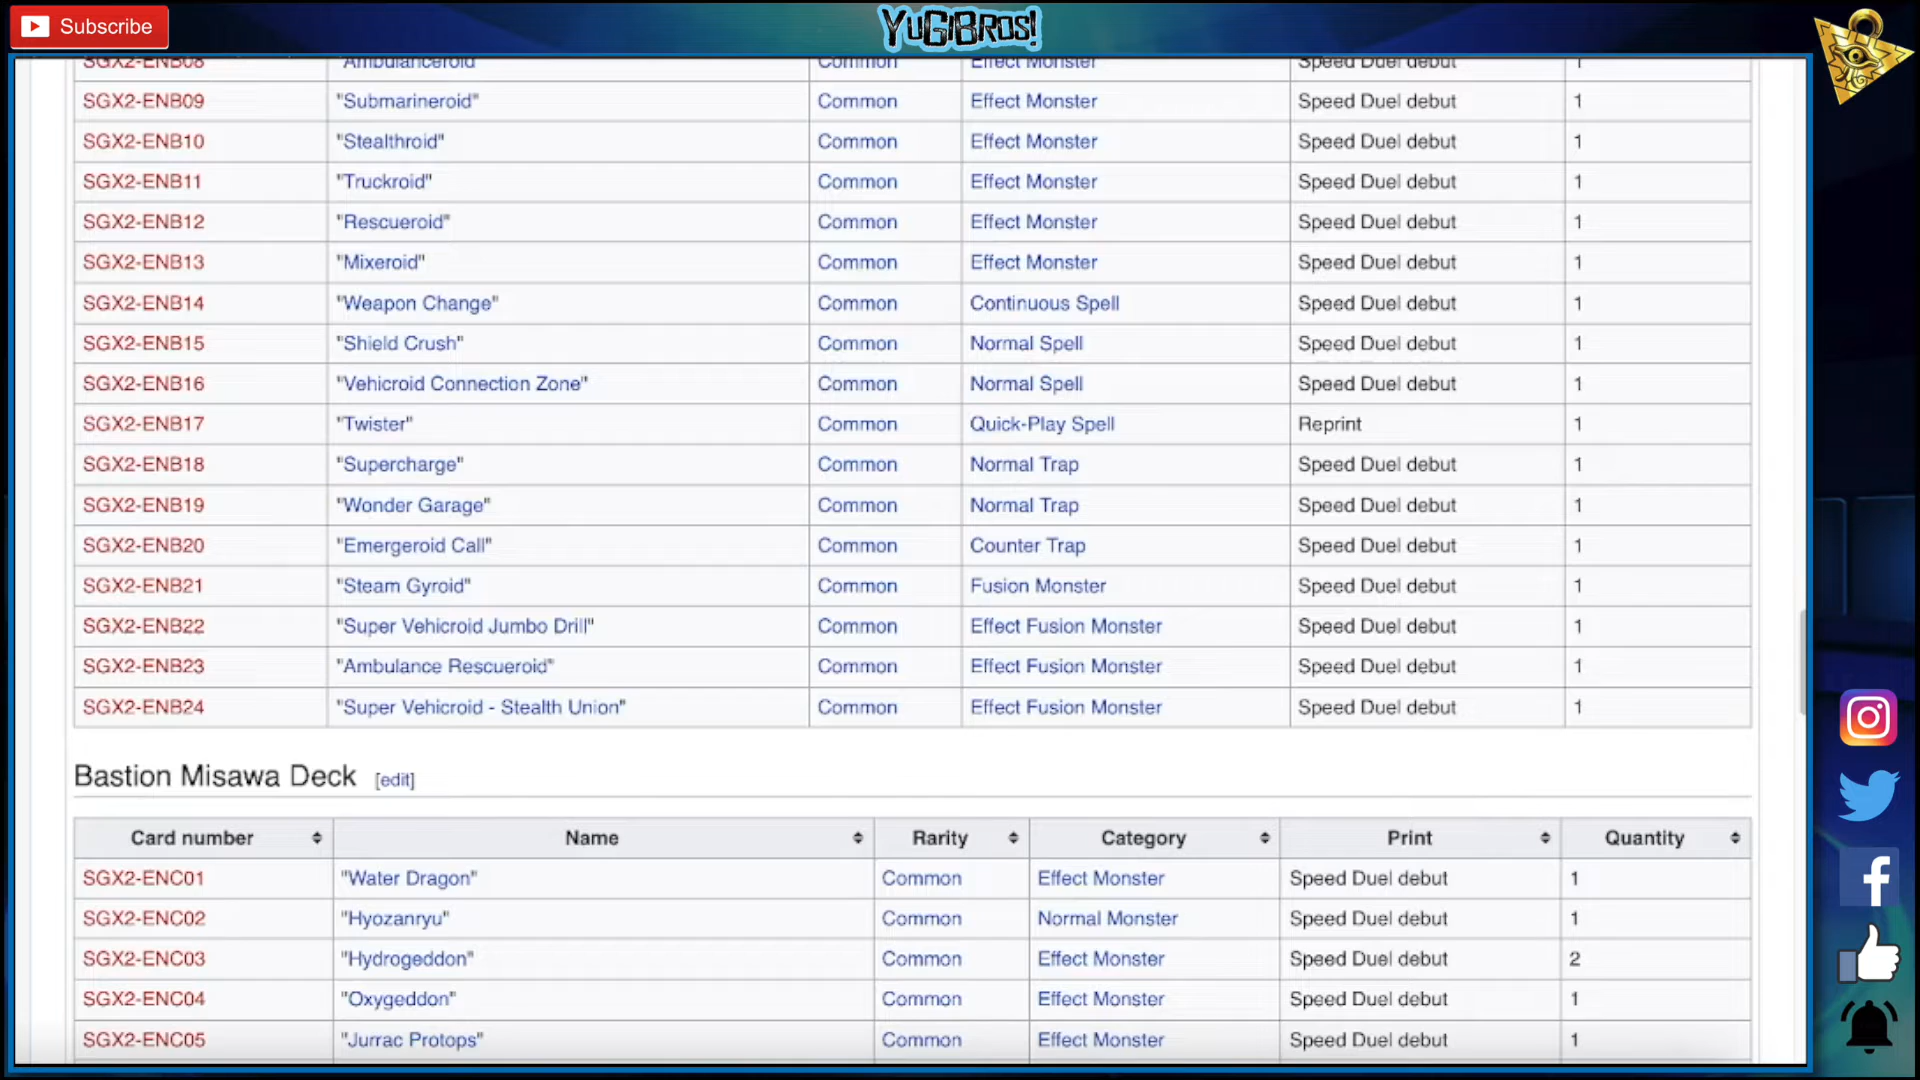 Subscribe
YuGiBros!
SGX2-ENB08 "Ambulanceroid" Common Effect Monster Speed Duel debut 1
SGX2-ENB09 "Submarineroid" Common Effect Monster Speed Duel debut 1
SGX2-ENB10 "Stealthroid" Common Effect Monster Speed Duel debut 1
SGX2-ENB11 "Truckroid" Common Effect Monster Speed Duel debut 1
SGX2-ENB12 "Rescueroid" Common Effect Monster Speed Duel debut 1
SGX2-ENB13 "Mixeroid" Common Effect Monster Speed Duel debut 1
SGX2-ENB14 "Weapon Change" Common Continuous Spell Speed Duel debut 1
SGX2-ENB15 "Shield Crush" Common Normal Spell Speed Duel debut 1
SGX2-ENB16 "Vehicroid Connection Zone" Common Normal Spell Speed Duel debut 1
SGX2-ENB17 "Twister" Common Quick-Play Spell Reprint 1
SGX2-ENB18 "Supercharge" Common Normal Trap Speed Duel debut 1
SGX2-ENB19 "Wonder Garage" Common Normal Trap Speed Duel debut 1
SGX2-ENB20 "Emergeroid Call" Common Counter Trap Speed Duel debut 1
SGX2-ENB21 "Steam Gyroid" Common Fusion Monster Speed Duel debut 1
SGX2-ENB22 "Super Vehicroid Jumbo Drill" Common Effect Fusion Monster Speed Duel debut 1
SGX2-ENB23 "Ambulance Rescueroid" Common Effect Fusion Monster Speed Duel debut 1
SGX2-ENB24 "Super Vehicroid - Stealth Union" Common Effect Fusion Monster Speed Duel debut 1
Bastion Misawa Deck [edit]
Card number Name Rarity Category Print Quantity
SGX2-ENC01 "Water Dragon" Common Effect Monster Speed Duel debut 1
SGX2-ENC02 "Hyozanryu" Common Normal Monster Speed Duel debut 1
SGX2-ENC03 "Hydrogeddon" Common Effect Monster Speed Duel debut 2
SGX2-ENC04 "Oxygeddon" Common Effect Monster Speed Duel debut 1
SGX2-ENC05 "Jurrac Protops" Common Effect Monster Speed Duel debut 1